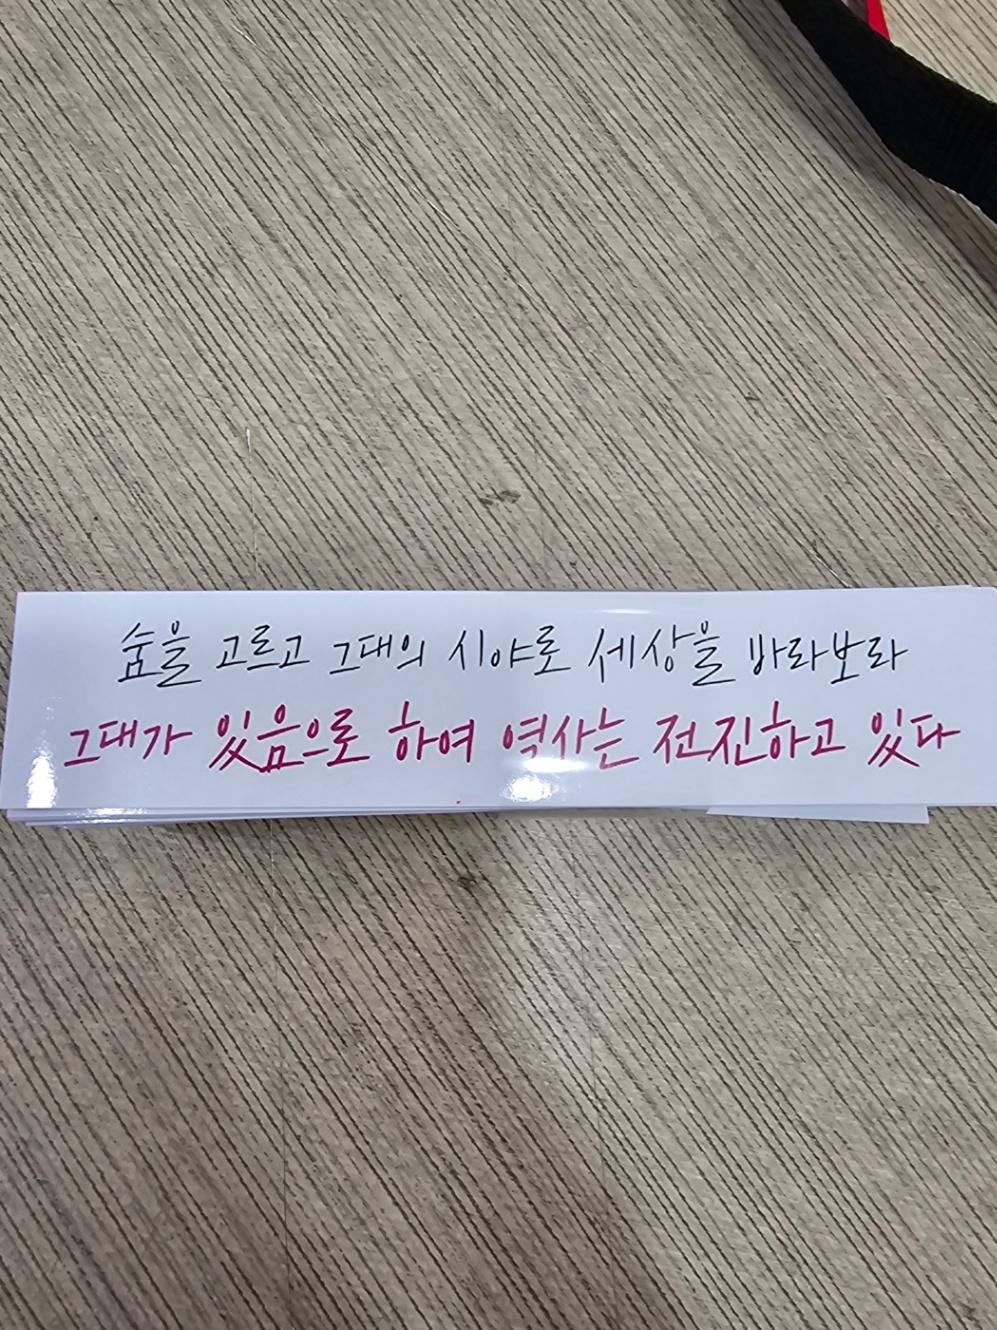 숨을 고르고 그대의 시야로 세상을 바라보라
그대가 있음으로 하여 역사는 전진하고 있다